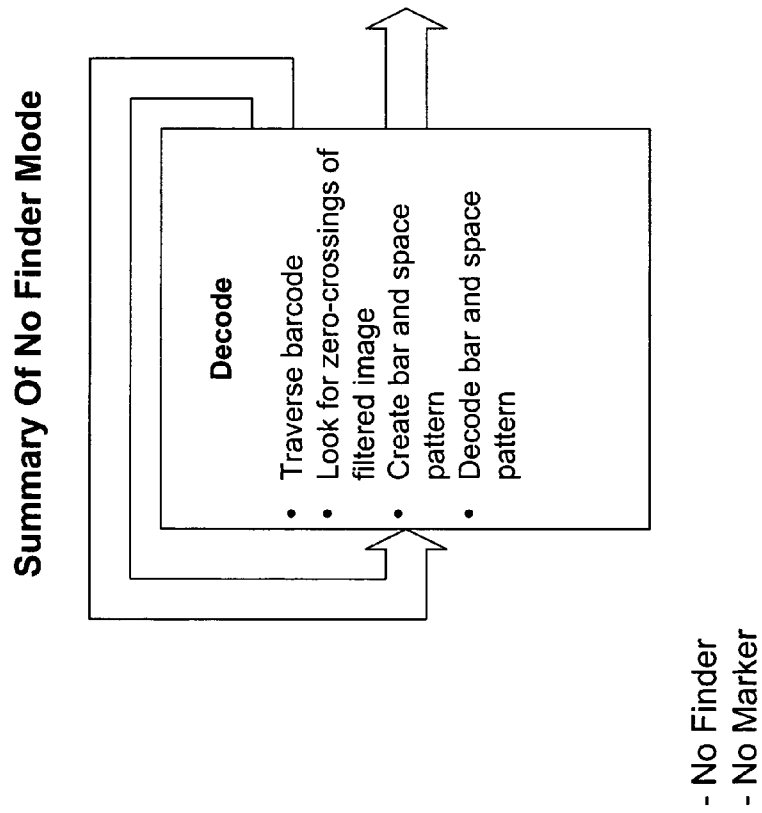 Summary Of No Finder Mode
Decode
• Traverse barcode
• Look for zero-crossings of
filtered image
• Create bar and space
pattern
• Decode bar and space
pattern
- No Finder
- No Marker